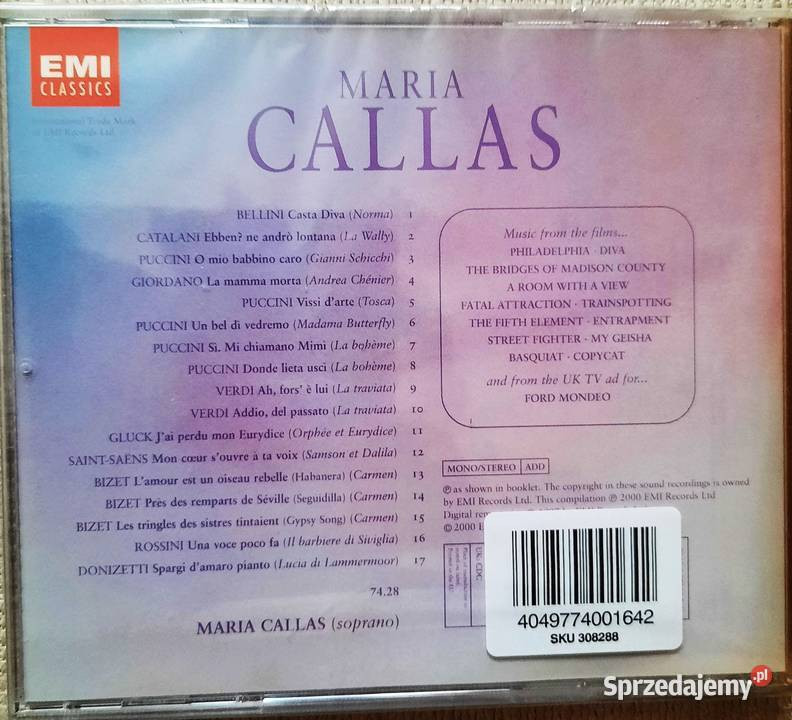 EMI
CLASSICS
International Trade Mark
of EMI Records Ltd.
MARIA
CALLAS
BELLINI Casta Diva (Norma) 1
CATALANI Ebben? ne andrò lontana (La Wally) 2
PUCCINI O mio babbino caro (Gianni Schicchi) 3
GIORDANO La mamma morta (Andrea Chénier) 4
PUCCINI Vissi d'arte (Tosca) 5
PUCCINI Un bel dì vedremo (Madama Butterfly) 6
PUCCINI Sì. Mi chiamano Mimì (La bohème) 7
PUCCINI Donde lieta uscì (La bohème) 8
VERDI Ah, fors' è lui (La traviata) 9
VERDI Addio, del passato (La traviata) 10
GLUCK J'ai perdu mon Eurydice (Orphée et Eurydice) 11
SAINT-SAËNS Mon cœur s'ouvre à ta voix (Samson et Dalila) 12
BIZET L'amour est un oiseau rebelle (Habanera) (Carmen) 13
BIZET Près des remparts de Séville (Seguidilla) (Carmen) 14
BIZET Les tringles des sistres tintaient (Gypsy Song) (Carmen) 15
ROSSINI Una voce poco fa (Il barbiere di Siviglia) 16
DONIZETTI Spargi d'amaro pianto (Lucia di Lammermoor) 17
74.28
MARIA CALLAS (soprano)
Music from the films...
PHILADELPHIA · DIVA
THE BRIDGES OF MADISON COUNTY
A ROOM WITH A VIEW
FATAL ATTRACTION · TRAINSPOTTING
THE FIFTH ELEMENT · ENTRAPMENT
STREET FIGHTER · MY GEISHA
BASQUIAT · COPYCAT
and from the UK TV ad for...
FORD MONDEO
MONO/STEREO ADD
℗ as shown in booklet. The copyright in these sound recordings is owned
by EMI Records Ltd. This compilation ℗ 2000 EMI Records Ltd
Digital
© 2000
UK: CDC
4049774001642
SKU 308288
Sprzedajemy.pl